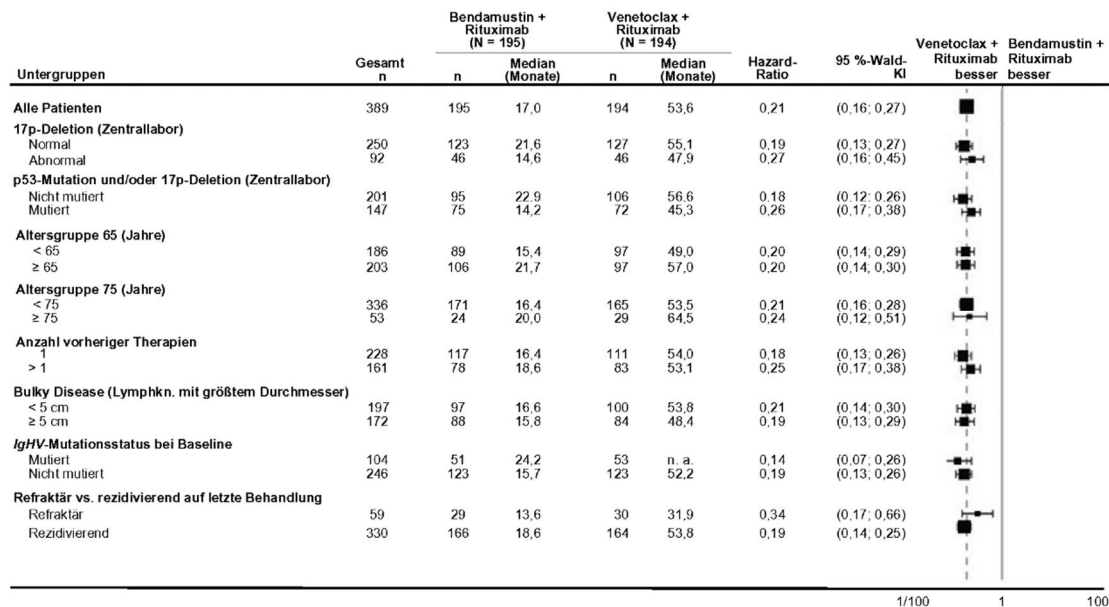 Bendamustin + Rituximab (N = 195) Venetoclax + Rituximab (N = 194)
Untergruppen Gesamt n n Median (Monate) n Median (Monate) Hazard-Ratio 95 %-Wald-KI Venetoclax + Rituximab besser Bendamustin + Rituximab besser
Alle Patienten 389 195 17,0 194 53,6 0,21 (0,16; 0,27)
17p-Deletion (Zentrallabor)
Normal 250 123 21,6 127 55,1 0,19 (0,13; 0,27)
Abnormal 92 46 14,6 46 47,9 0,27 (0,16; 0,45)
p53-Mutation und/oder 17p-Deletion (Zentrallabor)
Nicht mutiert 201 95 22,9 106 56,6 0,18 (0,12; 0,26)
Mutiert 147 75 14,2 72 45,3 0,26 (0,17; 0,38)
Altersgruppe 65 (Jahre)
< 65 186 89 15,4 97 49,0 0,20 (0,14; 0,29)
≥ 65 203 106 21,7 97 57,0 0,20 (0,14; 0,30)
Altersgruppe 75 (Jahre)
< 75 336 171 16,4 165 53,5 0,21 (0,16; 0,28)
≥ 75 53 24 20,0 29 64,5 0,24 (0,12; 0,51)
Anzahl vorheriger Therapien
1 228 117 16,4 111 54,0 0,18 (0,13; 0,26)
> 1 161 78 18,6 83 53,1 0,25 (0,17; 0,38)
Bulky Disease (Lymphkn. mit größtem Durchmesser)
< 5 cm 197 97 16,6 100 53,8 0,21 (0,14; 0,30)
≥ 5 cm 172 88 15,8 84 48,4 0,19 (0,13; 0,29)
IgHV-Mutationsstatus bei Baseline
Mutiert 104 51 24,2 53 n. a. 0,14 (0,07; 0,26)
Nicht mutiert 246 123 15,7 123 52,2 0,19 (0,13; 0,26)
Refraktär vs. rezidivierend auf letzte Behandlung
Refraktär 59 29 13,6 30 31,9 0,34 (0,17; 0,66)
Rezidivierend 330 166 18,6 164 53,8 0,19 (0,14; 0,25)
1/100 1 100